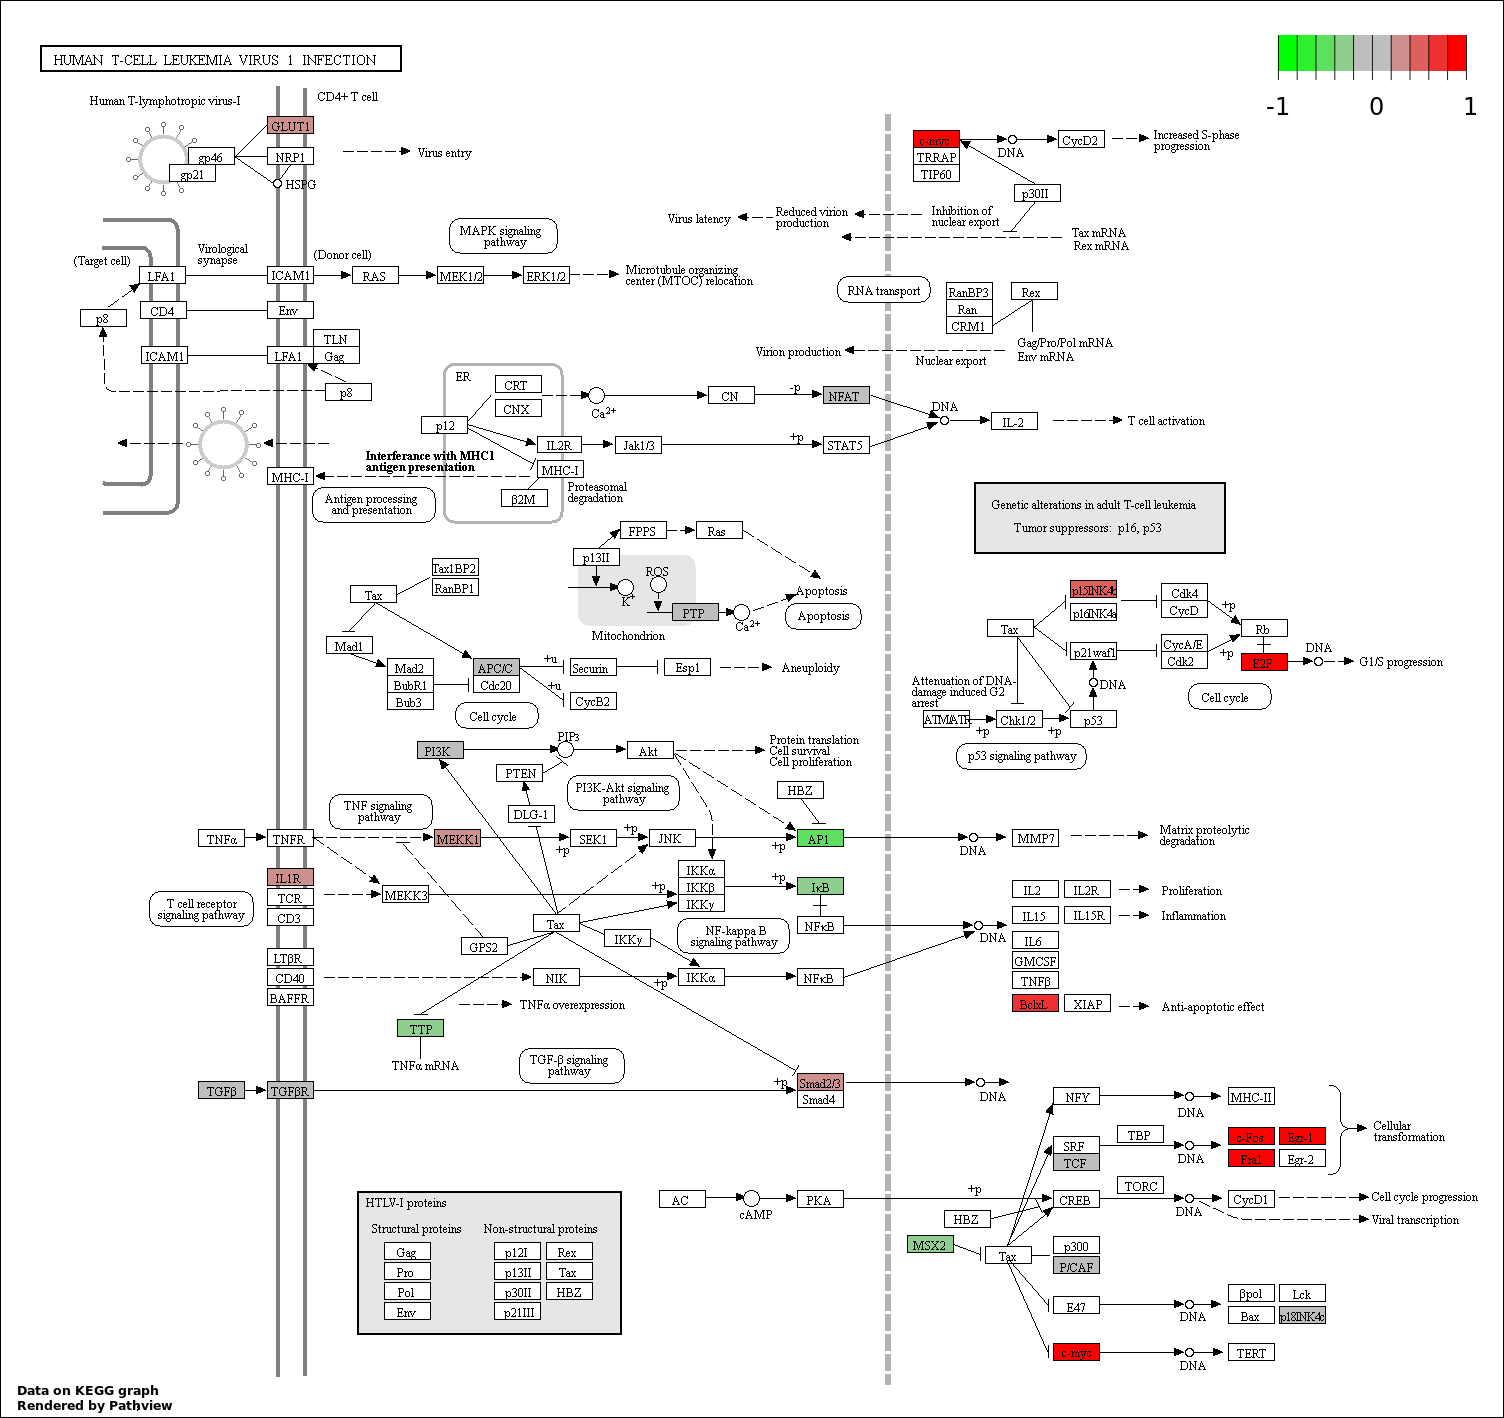 HUMAN T-CELL LEUKEMIA VIRUS 1 INFECTION
-1 0 1
Human T-lymphotropic virus-I
CD4+ T cell
GLUT1
gp46
NRP1
gp21
HSPG
Virus entry
c-myc
TRRAP
TIP60
DNA
CycD2
Increased S-phase
progression
p30II
Virus latency
Reduced virion
production
Inhibition of
nuclear export
Tax mRNA
Rex mRNA
MAPK signaling
pathway
(Target cell)
Virological
synapse
(Donor cell)
LFA1
ICAM1
RAS
MEK1/2
ERK1/2
Microtubule organizing
center (MTOC) relocation
RNA transport
RanBP3
Ran
CRM1
Rex
p8
CD4
Env
ICAM1
LFA1
TLN
Gag
p8
Virion production
Nuclear export
Gag/Pro/Pol mRNA
Env mRNA
ER
CRT
CNX
p12
Ca2+
CN
-p
NFAT
DNA
IL-2
T cell activation
IL2R
Jak1/3
+p
STAT5
Interferance with MHC1
antigen presentation
MHC-I
MHC-I
β2M
Proteasomal
degradation
Antigen processing
and presentation
Genetic alterations in adult T-cell leukemia
Tumor suppressors: p16, p53
FPPS
Ras
p13II
ROS
K+
PTP
Ca2+
Mitochondrion
Apoptosis
Apoptosis
Tax1BP2
RanBP1
Tax
Mad1
Mad2
BubR1
Bub3
APC/C
Cdc20
+u
+u
Securin
Esp1
CycB2
Aneuploidy
Cell cycle
Tax
p15INK4b
p16INK4a
p21waf1
Cdk4
CycD
CycA/E
Cdk2
+p
+p
Rb
E2F
DNA
G1/S progression
Attenuation of DNA-
damage induced G2
arrest
DNA
ATM/ATR
+p
Chk1/2
+p
p53
Cell cycle
p53 signaling pathway
PI3K
PIP3
Akt
Protein translation
Cell survival
Cell proliferation
PTEN
PI3K-Akt signaling
pathway
DLG-1
HBZ
TNF signaling
pathway
TNFα
TNFR
MEKK1
+p
SEK1
+p
JNK
+p
AP1
DNA
MMP7
Matrix proteolytic
degradation
IL1R
TCR
CD3
T cell receptor
signaling pathway
MEKK3
+p
IKKα
IKKβ
IKKγ
+p
IκB
NFκB
DNA
Tax
GPS2
IKKγ
NF-kappa B
signaling pathway
IL2
IL2R
Proliferation
IL15
IL15R
Inflammation
IL6
GMCSF
TNFβ
BclxL
XIAP
Anti-apoptotic effect
LTβR
CD40
BAFFR
NIK
+p
IKKα
NFκB
TNFα overexpression
TTP
TNFα mRNA
TGF-β signaling
pathway
TGFβ
TGFβR
+p
Smad2/3
Smad4
DNA
NFY
DNA
MHC-II
SRF
TCF
TBP
DNA
c-Fos
Egr-1
Fra1
Egr-2
Cellular
transformation
AC
cAMP
PKA
+p
CREB
TORC
DNA
CycD1
Cell cycle progression
Viral transcription
HBZ
MSX2
Tax
p300
P/CAF
E47
DNA
βpol
Lck
Bax
p18INK4c
c-myc
DNA
TERT
HTLV-I proteins
Structural proteins
Non-structural proteins
Gag
p12I
Rex
Pro
p13II
Tax
Pol
p30II
HBZ
Env
p21III
Data on KEGG graph
Rendered by Pathview